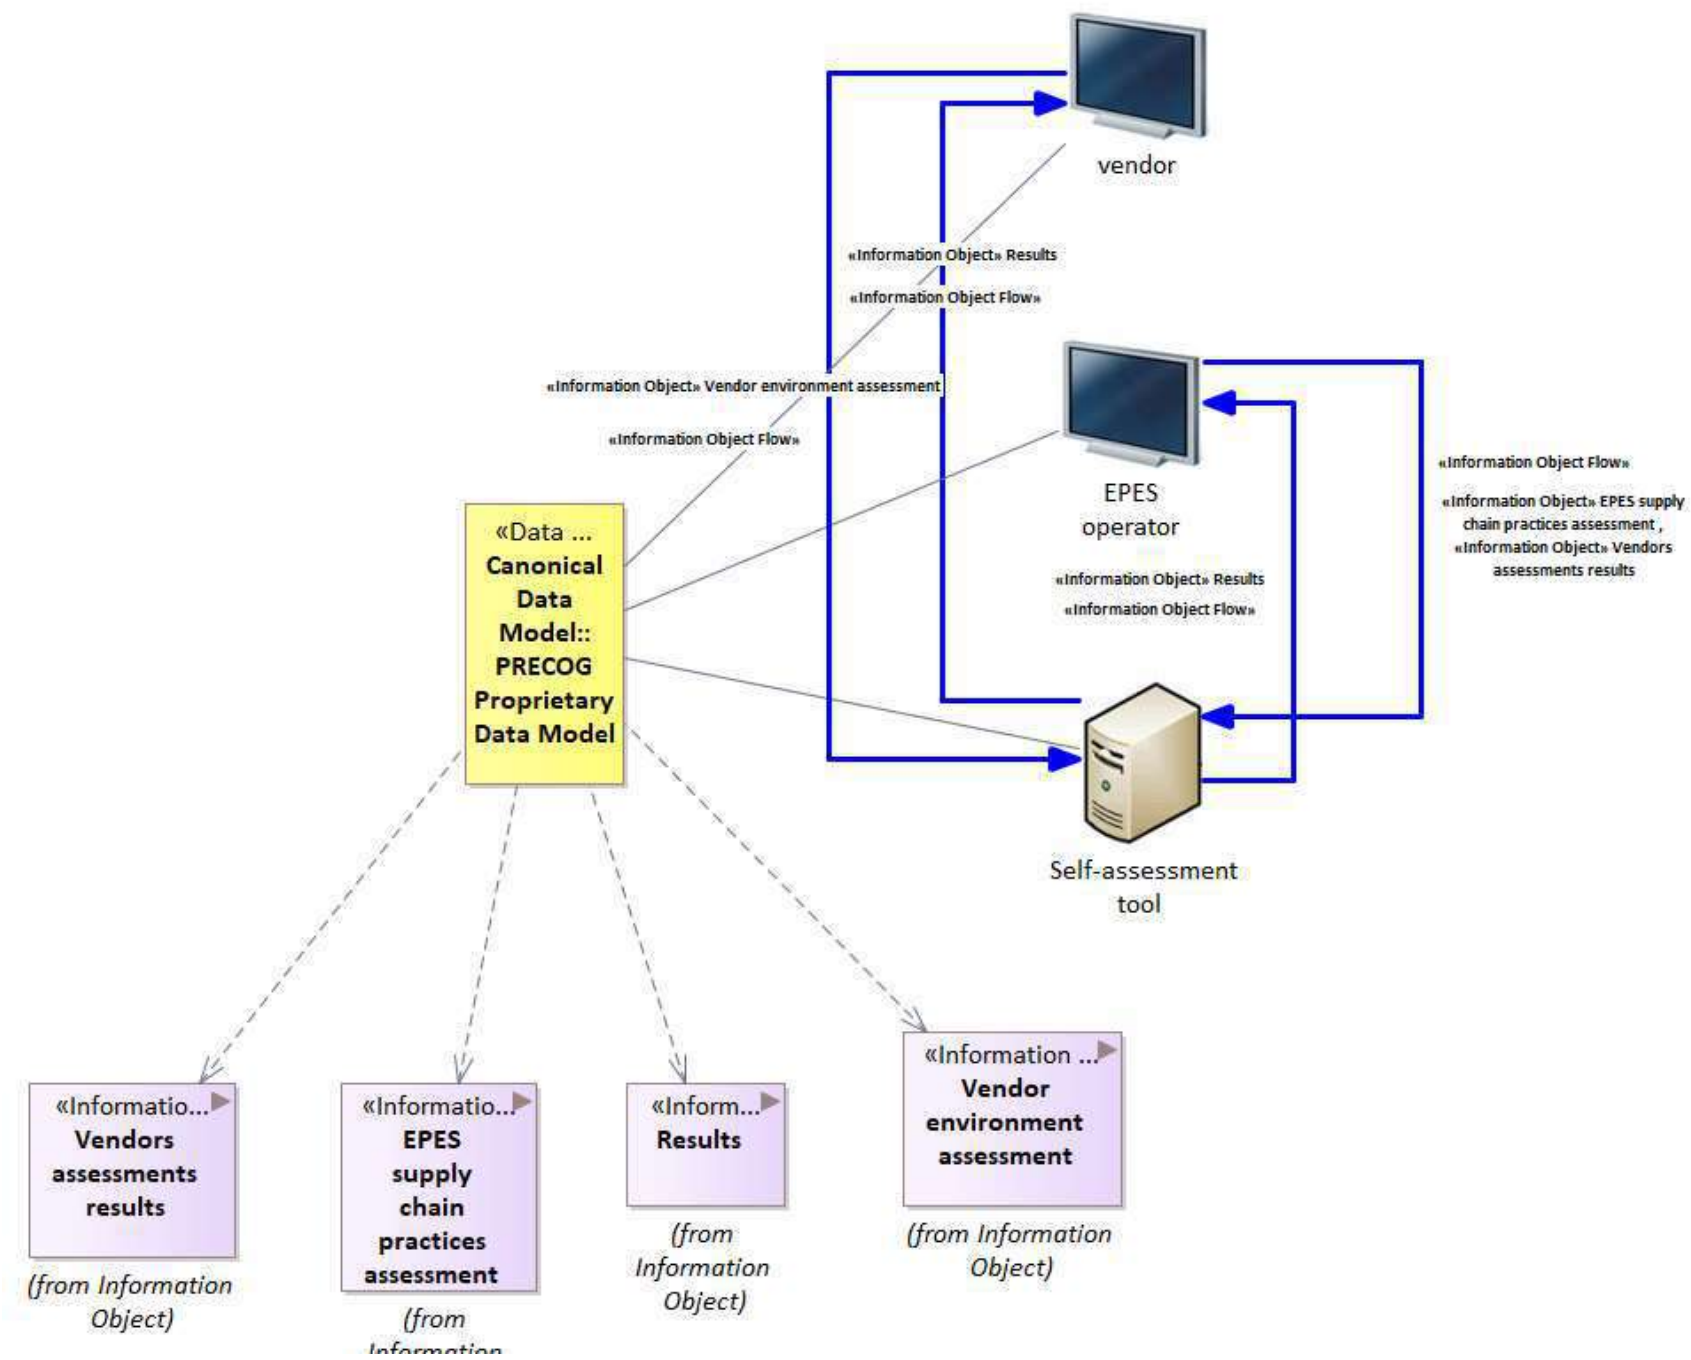 vendor
«Information Object» Results
«Information Object Flow»
«Information Object» Vendor environment assessment
«Information Object Flow»
EPES
operator
«Information Object Flow»
«Information Object» EPES supply
chain practices assessment ,
«Information Object» Vendors
assessments results
«Information Object» Results
«Information Object Flow»
«Data ...
Canonical
Data
Model::
PRECOG
Proprietary
Data Model
Self-assessment
tool
«Informatio...
Vendors
assessments
results
(from Information
Object)
«Informatio...
EPES
supply
chain
practices
assessment
(from
Information
«Inform...
Results
(from
Information
Object)
«Information ...
Vendor
environment
assessment
(from Information
Object)